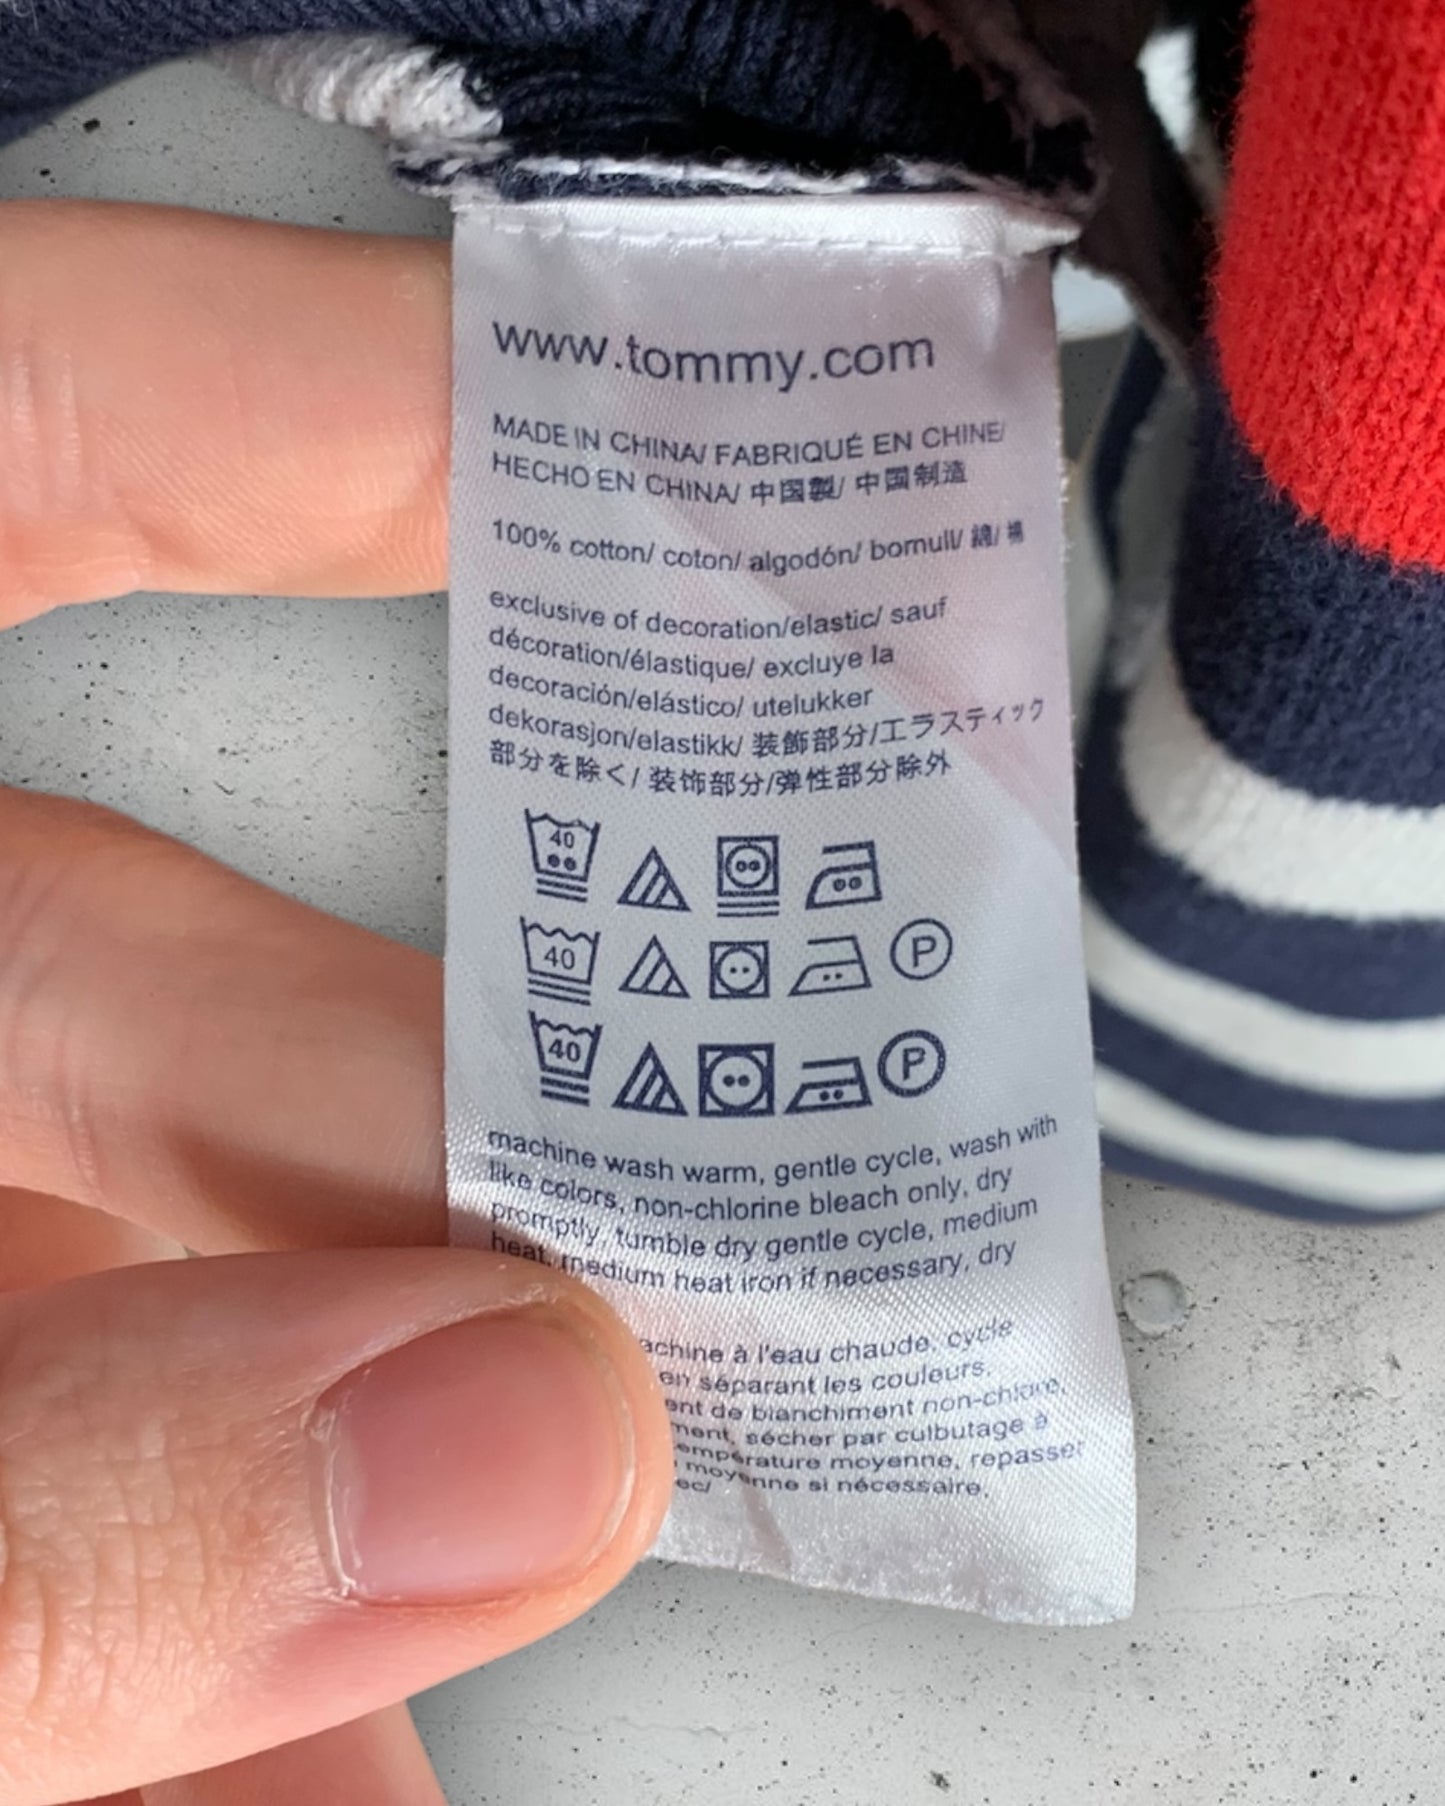 www.tommy.com
MADE IN CHINA/ FABRIQUÉ EN CHINE/
HECHO EN CHINA/ 中国製/ 中国制造
100% cotton/ coton/ algodón/ bomull/ 綿/ 棉
exclusive of decoration/elastic/ sauf
décoration/élastique/ excluye la
decoración/elástico/ utelukker
dekorasjon/elastikk/ 装飾部分/エラスティック
部分を除く/ 装饰部分/弹性部分除外
40
40 P
40 P
machine wash warm, gentle cycle, wash with
like colors, non-chlorine bleach only, dry
promptly, tumble dry gentle cycle, medium
heat, medium heat iron if necessary, dry
à l'eau chaude, cycle
en séparant les couleurs.
de blanchiment non-chlore,
sécher par culbutage à
moyenne, repasser
moyenne si nécessaire,